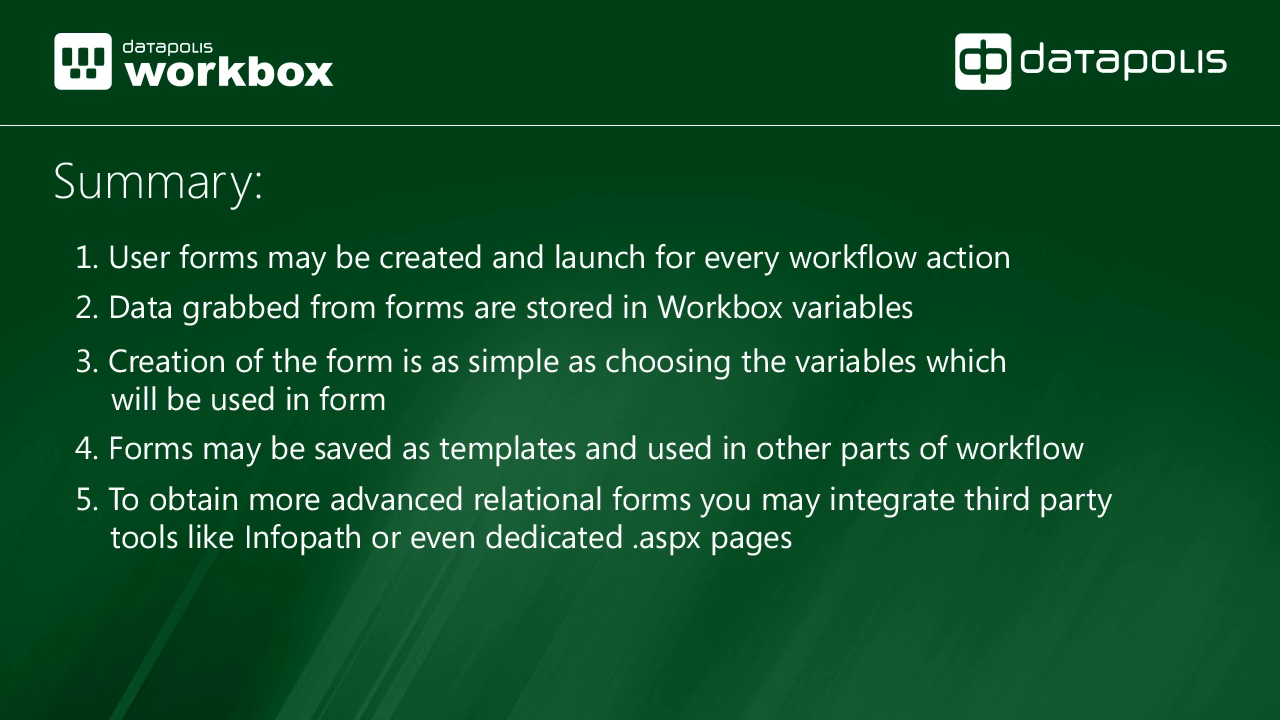 datapolis
workbox
datapolis
Summary:
1. User forms may be created and launch for every workflow action
2. Data grabbed from forms are stored in Workbox variables
3. Creation of the form is as simple as choosing the variables which
will be used in form
4. Forms may be saved as templates and used in other parts of workflow
5. To obtain more advanced relational forms you may integrate third party
tools like Infopath or even dedicated .aspx pages